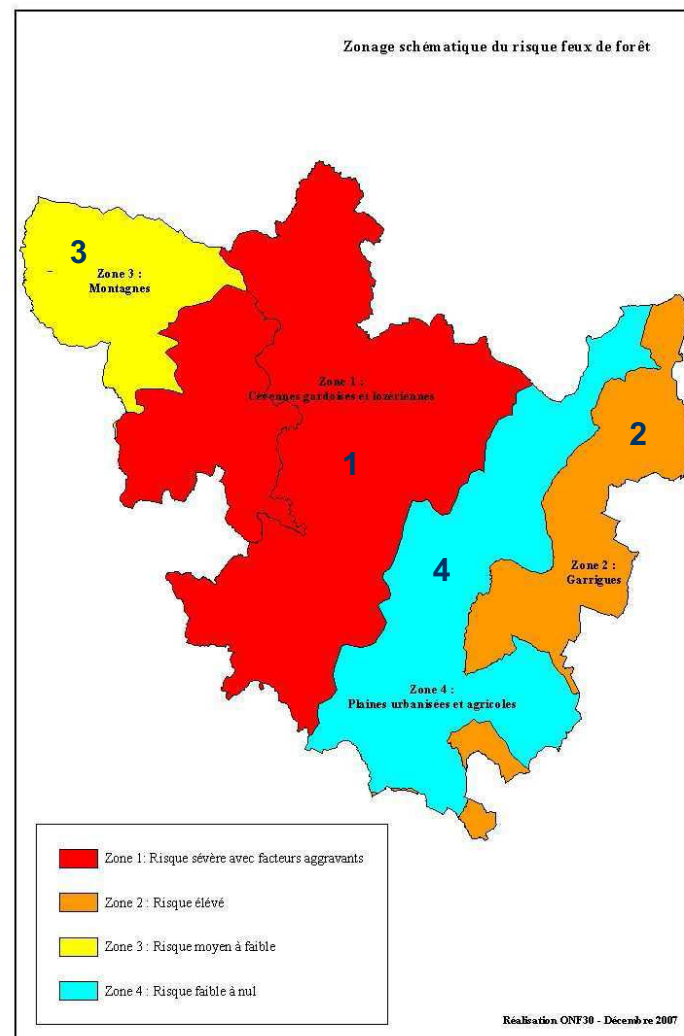 Zonage schématique du risque feux de forêt
3
Zone 3 :
Montagnes
Zone 1 :
Cévennes gardoises et lozériennes
2
1
4
Zone 2 :
Garrigues
Zone 4 :
Plaines urbanisées et agricoles
Zone 1: Risque sévère avec facteurs aggravants
Zone 2 : Risque élévé
Zone 3 : Risque moyen à faible
Zone 4 : Risque faible à nul
Réalisation ONF30 - Décembre 2007